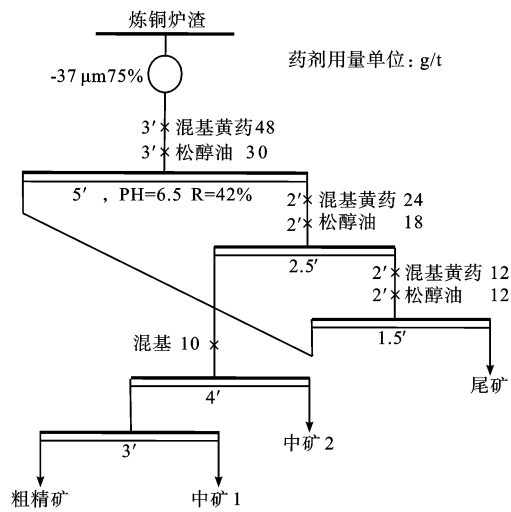 炼铜炉渣
药剂用量单位：g/t
-37 μm75%
3′ 混基黄药48
3′ 松醇油 30
5′ ，PH=6.5 R=42%
2′ 混基黄药 24
2′ 松醇油 18
2.5′
2′ 混基黄药 12
2′ 松醇油 12
1.5′
混基 10
尾矿
4′
中矿2
3′
粗精矿
中矿1